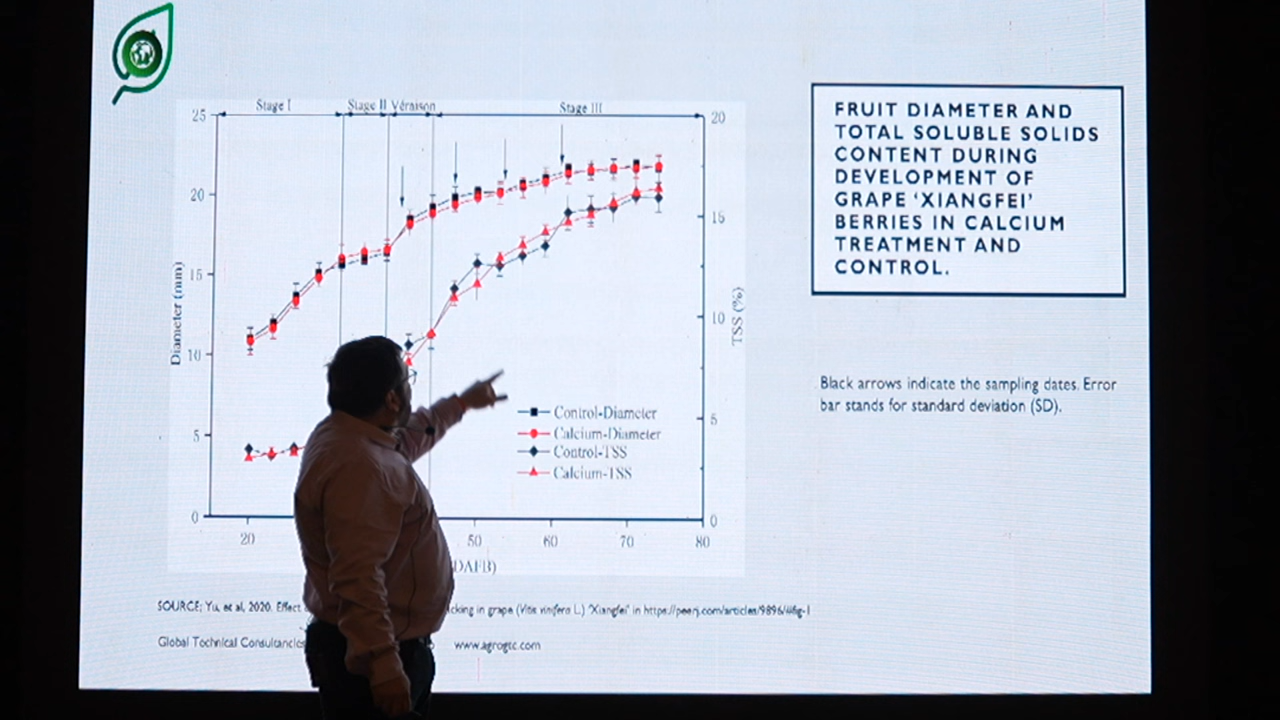 Stage I Stage II Véraison Stage III
25 20
20
15 15
10 10
5 5
0 0
20 50 60 70 80
Diameter (mm)
TSS (%)
DAFB)
Control-Diameter
Calcium-Diameter
Control-TSS
Calcium-TSS
FRUIT DIAMETER AND
TOTAL SOLUBLE SOLIDS
CONTENT DURING
DEVELOPMENT OF
GRAPE ‘XIANGFEI’
BERRIES IN CALCIUM
TREATMENT AND
CONTROL.
Black arrows indicate the sampling dates. Error
bar stands for standard deviation (SD).
SOURCE; Yu, et al, 2020. Effect cking in grape (Vitis vinifera L.) 'Xiangfei' in https://peerj.com/articles/9896/#fig-1
Global Technical Consultancies www.agrogtc.com